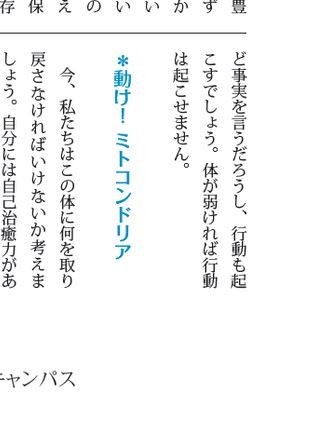 豊
ず
か
い
い
の
え
保
存
ど事実を言うだろうし、行動も起
こすでしょう。体が弱ければ行動
は起こせません。
＊動け！ミトコンドリア
今、私たちはこの体に何を取り
戻さなければいけないか考えま
しょう。自分には自己治癒力があ
キャンパス